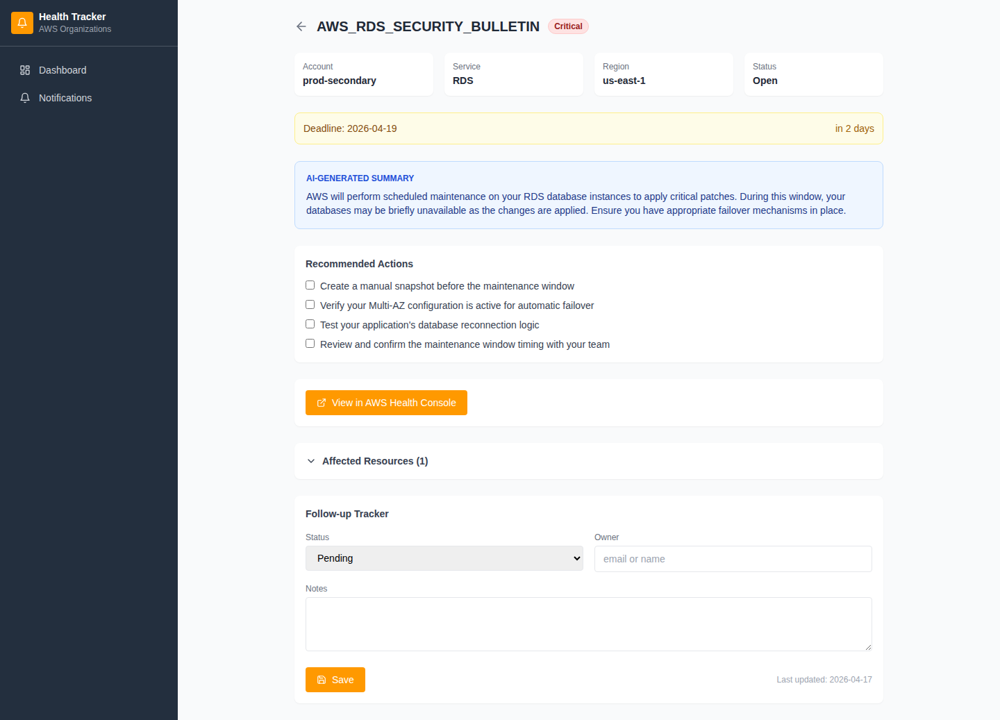 Health Tracker
AWS Organizations
Dashboard
Notifications
AWS_RDS_SECURITY_BULLETIN Critical
Account
prod-secondary
Service
RDS
Region
us-east-1
Status
Open
Deadline: 2026-04-19 in 2 days
AI-GENERATED SUMMARY
AWS will perform scheduled maintenance on your RDS database instances to apply critical patches. During this window, your
databases may be briefly unavailable as the changes are applied. Ensure you have appropriate failover mechanisms in place.
Recommended Actions
Create a manual snapshot before the maintenance window
Verify your Multi-AZ configuration is active for automatic failover
Test your application's database reconnection logic
Review and confirm the maintenance window timing with your team
View in AWS Health Console
Affected Resources (1)
Follow-up Tracker
Status
Pending
Owner
email or name
Notes
Save
Last updated: 2026-04-17